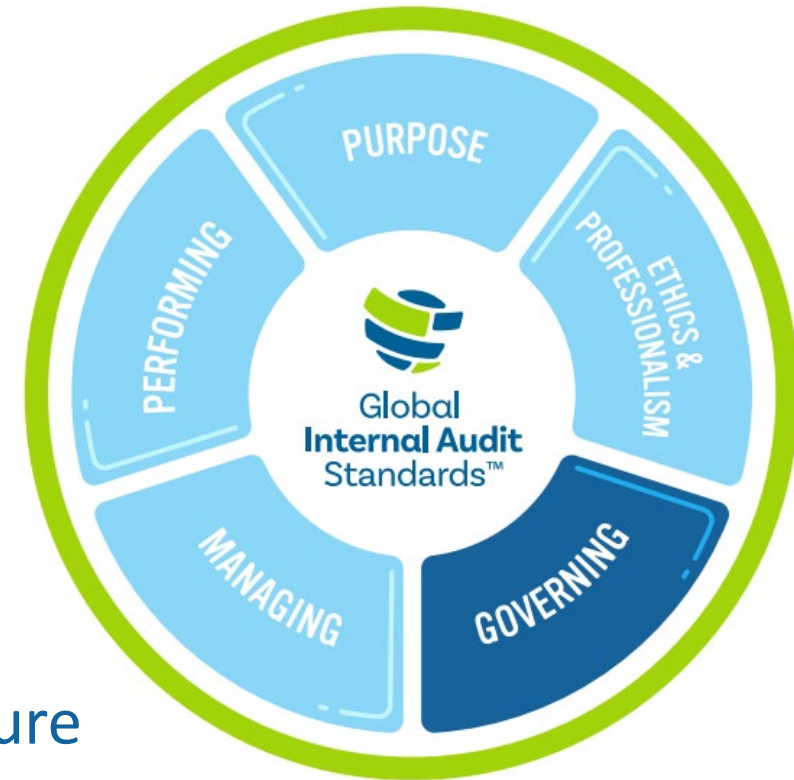 PURPOSE
ETHICS &
PROFESSIONALISM
PERFORMING
Global
Internal Audit
Standards™
MANAGING
GOVERNING
ure